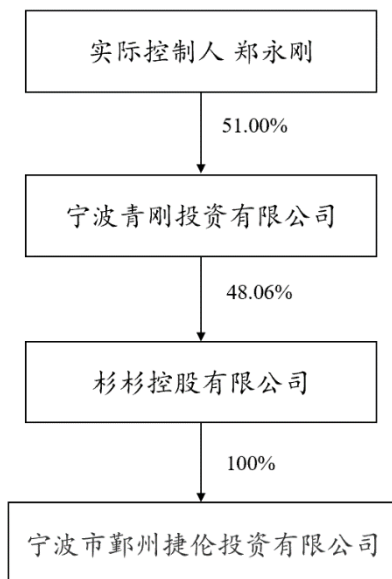 实际控制人 郑永刚
51.00%
宁波青刚投资有限公司
48.06%
杉杉控股有限公司
100%
宁波市鄞州捷伦投资有限公司